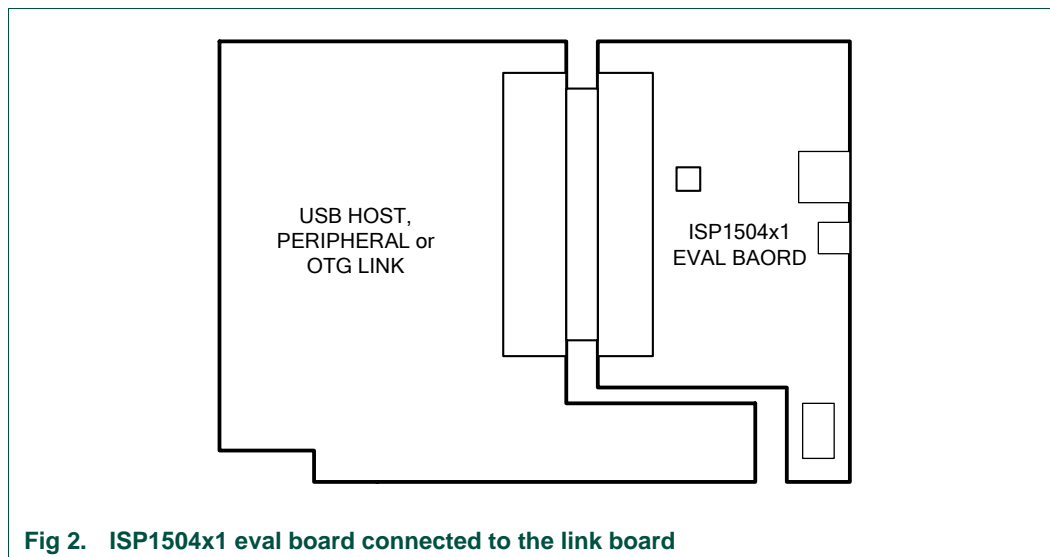 USB HOST,
PERIPHERAL or
OTG LINK
ISP1504x1
EVAL BAORD
Fig 2. ISP1504x1 eval board connected to the link board